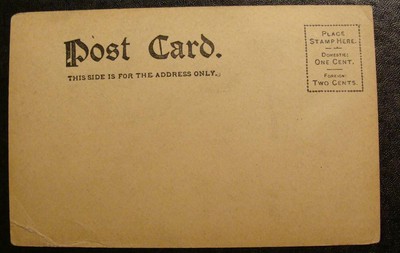 Post Card.
THIS SIDE IS FOR THE ADDRESS ONLY.
PLACE
STAMP HERE.
DOMESTIC:
ONE CENT.
FOREIGN:
TWO CENTS.